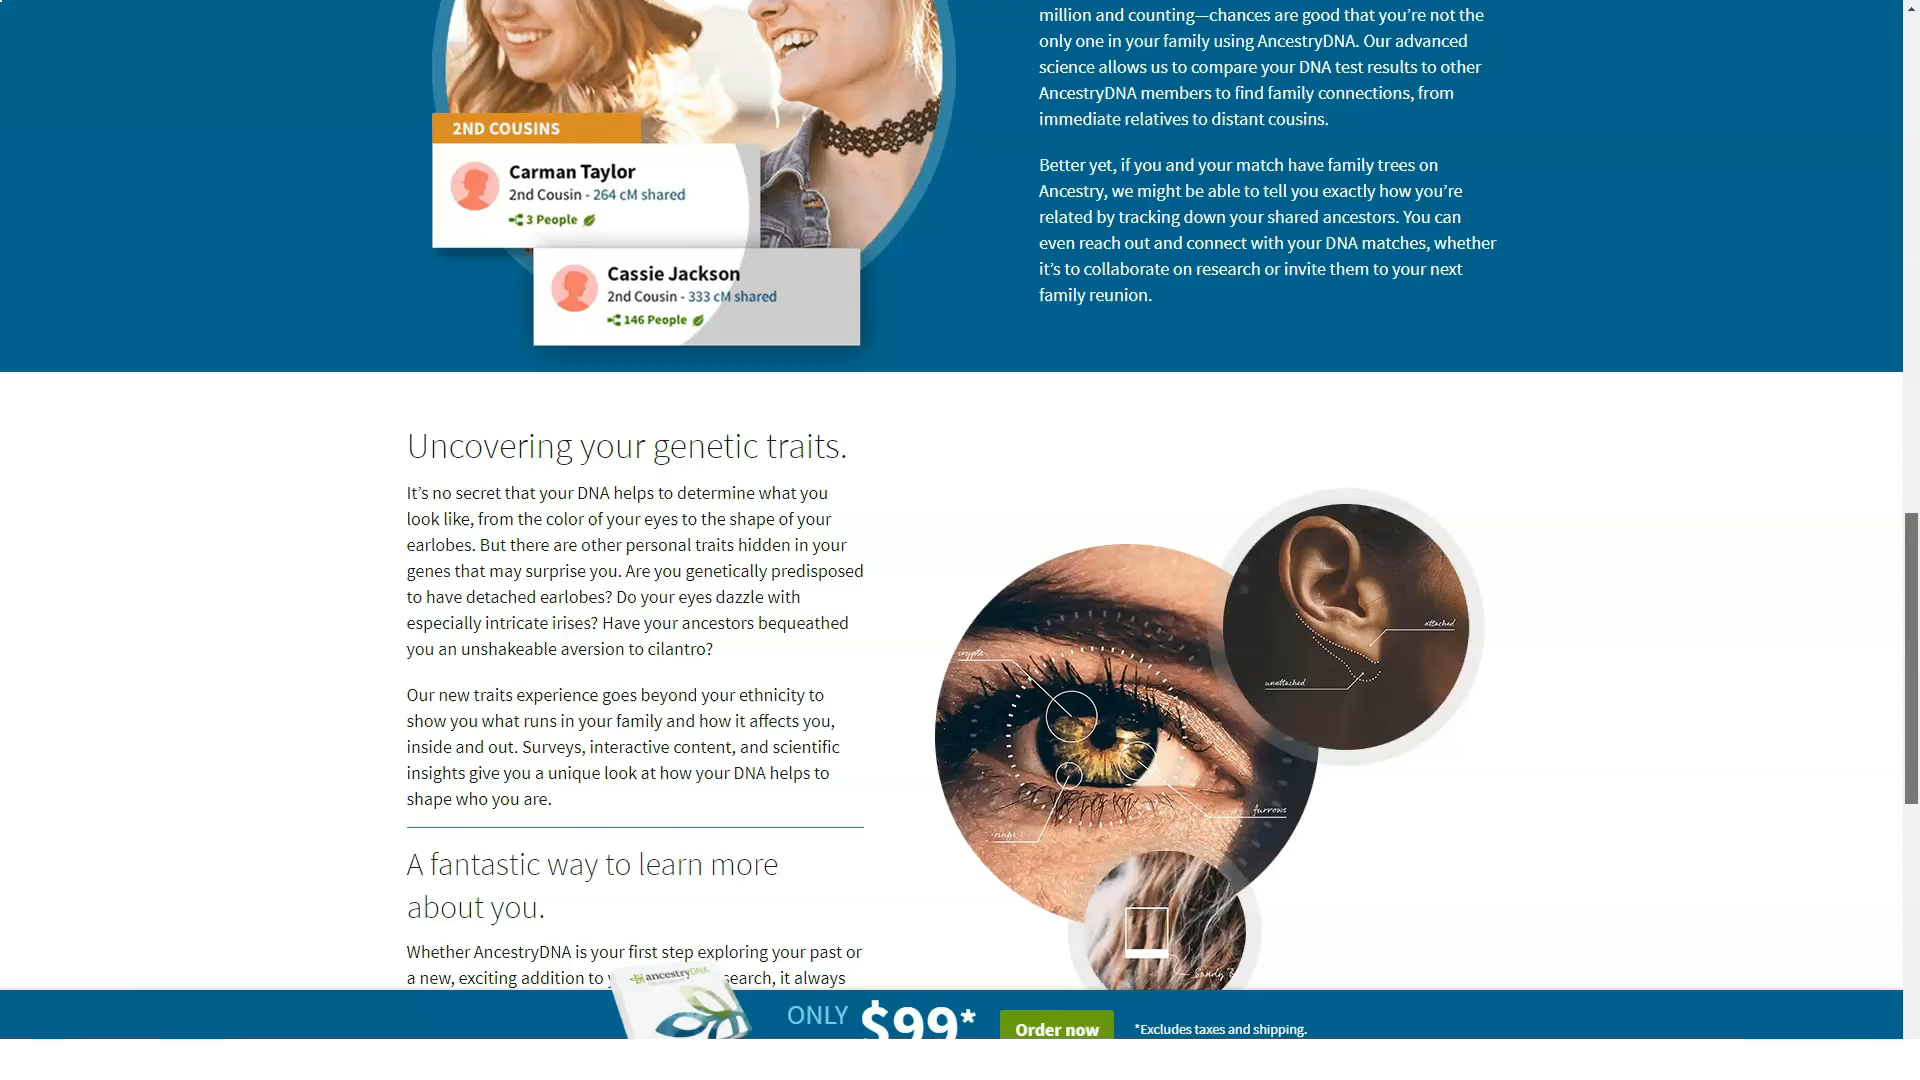 million and counting—chances are good that you’re not the
only one in your family using AncestryDNA. Our advanced
science allows us to compare your DNA test results to other
AncestryDNA members to find family connections, from
immediate relatives to distant cousins.
Better yet, if you and your match have family trees on
Ancestry, we might be able to tell you exactly how you’re
related by tracking down your shared ancestors. You can
even reach out and connect with your DNA matches, whether
it’s to collaborate on research or invite them to your next
family reunion.
2ND COUSINS
Carman Taylor
2nd Cousin - 264 cM shared
3 People
Cassie Jackson
2nd Cousin - 333 cM shared
146 People
Uncovering your genetic traits.
It’s no secret that your DNA helps to determine what you
look like, from the color of your eyes to the shape of your
earlobes. But there are other personal traits hidden in your
genes that may surprise you. Are you genetically predisposed
to have detached earlobes? Do your eyes dazzle with
especially intricate irises? Have your ancestors bequeathed
you an unshakeable aversion to cilantro?
Our new traits experience goes beyond your ethnicity to
show you what runs in your family and how it affects you,
inside and out. Surveys, interactive content, and scientific
insights give you a unique look at how your DNA helps to
shape who you are.
attached
unattached
crypts
furrows
rings
Sandy
A fantastic way to learn more
about you.
Whether AncestryDNA is your first step exploring your past or
a new, exciting addition to search, it always
ancestryDNA
ONLY $99*
Order now
*Excludes taxes and shipping.